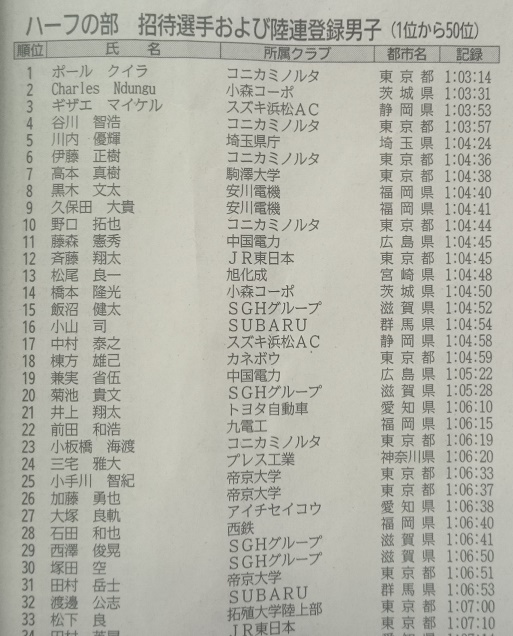 ハーフの部　招待選手および陸連登録男子（1位から50位）
順位 氏　名 所属クラブ 都市名 記録
1 ポール　クイラ コニカミノルタ 東京都 1:03:14
2 Charles　Ndungu 小森コーポ 茨城県 1:03:31
3 ギザエ　マイケル スズキ浜松ＡＣ 静岡県 1:03:53
4 谷川　智浩 コニカミノルタ 東京都 1:03:57
5 川内　優輝 埼玉県庁 埼玉県 1:04:24
6 伊藤　正樹 コニカミノルタ 東京都 1:04:36
7 高本　真樹 駒澤大学 東京都 1:04:38
8 黒木　文太 安川電機 福岡県 1:04:40
9 久保田　大貴 安川電機 福岡県 1:04:41
10 野口　拓也 コニカミノルタ 東京都 1:04:44
11 藤森　憲秀 中国電力 広島県 1:04:45
12 斉藤　翔太 ＪＲ東日本 東京都 1:04:45
13 松尾　良一 旭化成 宮崎県 1:04:48
14 橋本　隆光 小森コーポ 茨城県 1:04:50
15 飯沼　健太 ＳＧＨグループ 滋賀県 1:04:52
16 小山　司 ＳＵＢＡＲＵ 群馬県 1:04:54
17 中村　泰之 スズキ浜松ＡＣ 静岡県 1:04:58
18 棟方　雄己 カネボウ 東京都 1:04:59
19 兼実　省伍 中国電力 広島県 1:05:22
20 菊池　貴文 ＳＧＨグループ 滋賀県 1:05:28
21 井上　翔太 トヨタ自動車 愛知県 1:06:10
22 前田　和浩 九電工 福岡県 1:06:15
23 小板橋　海渡 コニカミノルタ 東京都 1:06:19
24 三宅　雅大 プレス工業 神奈川県 1:06:20
25 小手川　智紀 帝京大学 東京都 1:06:33
26 加藤　勇也 帝京大学 東京都 1:06:37
27 大塚　良軌 アイチセイコウ 愛知県 1:06:38
28 石田　和也 西鉄 福岡県 1:06:40
29 西澤　俊晃 ＳＧＨグループ 滋賀県 1:06:41
30 塚田　空 ＳＧＨグループ 滋賀県 1:06:50
31 田村　岳士 帝京大学 東京都 1:06:51
32 渡邊　公志 ＳＵＢＡＲＵ 群馬県 1:06:53
33 松下　良 拓殖大学陸上部 東京都 1:07:00
ＪＲ東日本 東京都 1:07:10